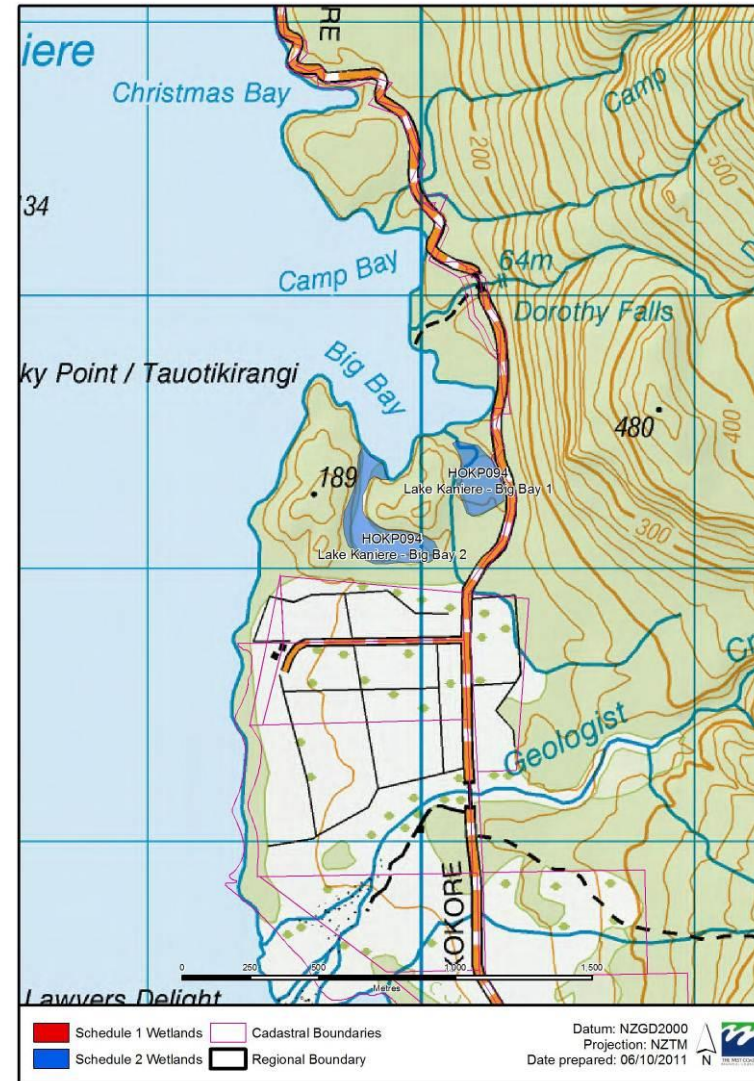 RE
iere
Christmas Bay
Camp
200
500
34
Camp Bay
64m
Dorothy Falls
ky Point / Tauotikirangi
Big Bay
480
400
189
HOKP094
Lake Kaniere - Big Bay 1
HOKP094
Lake Kaniere - Big Bay 2
300
Cr
Geologist
KOKORE
0 250 500 1,000 1,500
Metres
Lawyers Delight
Schedule 1 Wetlands
Cadastral Boundaries
Schedule 2 Wetlands
Regional Boundary
Datum: NZGD2000
Projection: NZTM
Date prepared: 06/10/2011
N